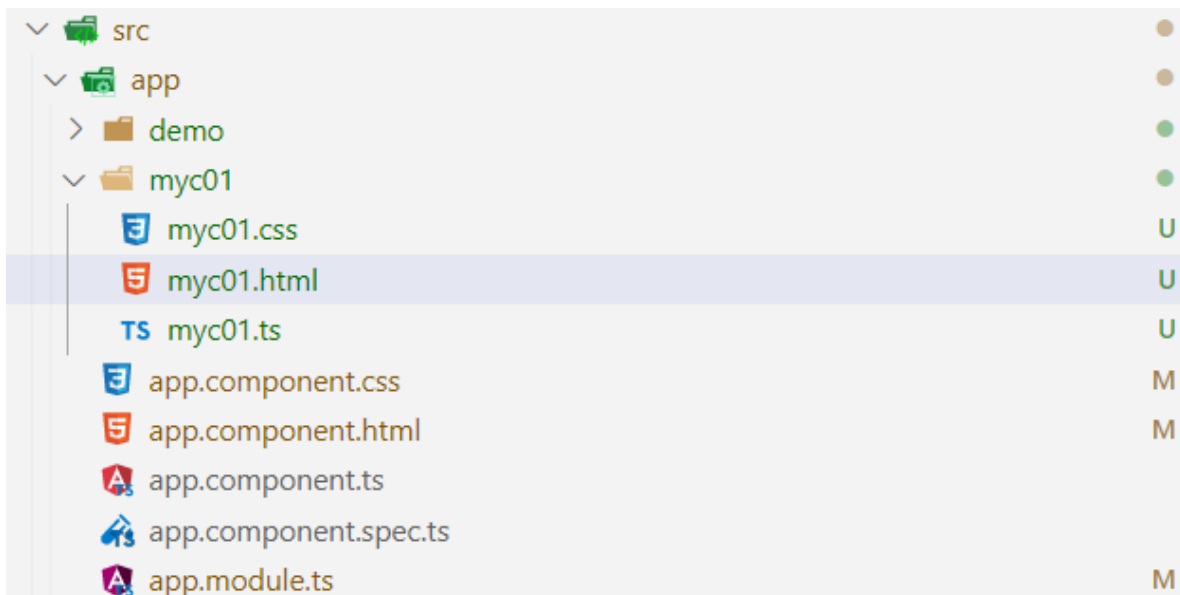 src
app
demo
myc01
myc01.css U
myc01.html U
TS myc01.ts U
app.component.css M
app.component.html M
app.component.ts
app.component.spec.ts
app.module.ts M